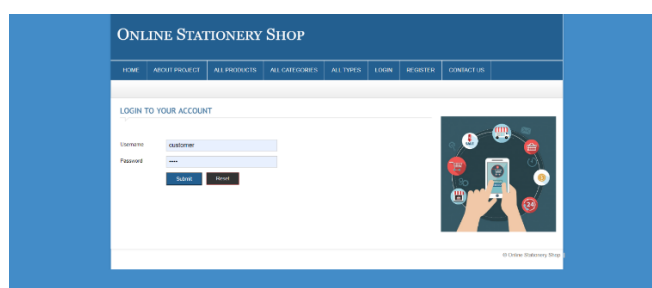 Online Stationery Shop
HOME ABOUT PROJECT ALL PRODUCTS ALL CATEGORIES ALL TYPES LOGIN REGISTER CONTACT US
LOGIN TO YOUR ACCOUNT
Username customer
Password ••••
Submit Reset
24
© Online Stationery Shop